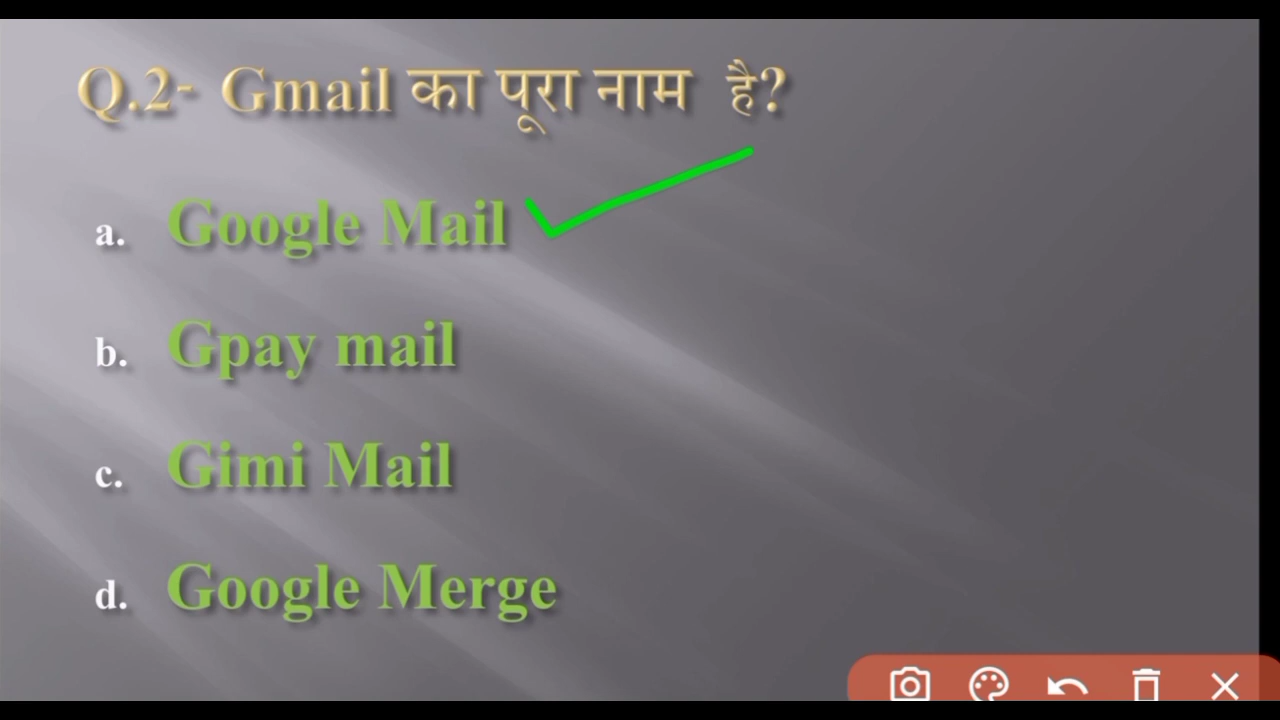 Q.2- Gmail का पूरा नाम है?
a. Google Mail
b. Gpay mail
c. Gimi Mail
d. Google Merge